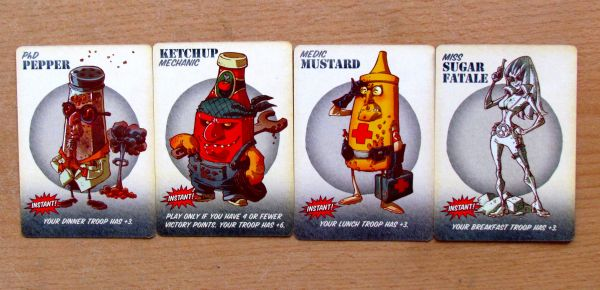 PhD
PEPPER
INSTANT!
YOUR DINNER TROOP HAS +3.
KETCHUP
MECHANIC
INSTANT!
PLAY ONLY IF YOU HAVE 4 OR FEWER
VICTORY POINTS. YOUR TROOP HAS +6.
MEDIC
MUSTARD
INSTANT!
YOUR LUNCH TROOP HAS +3.
MISS
SUGAR
FATALE
INSTANT!
YOUR BREAKFAST TROOP HAS +3.